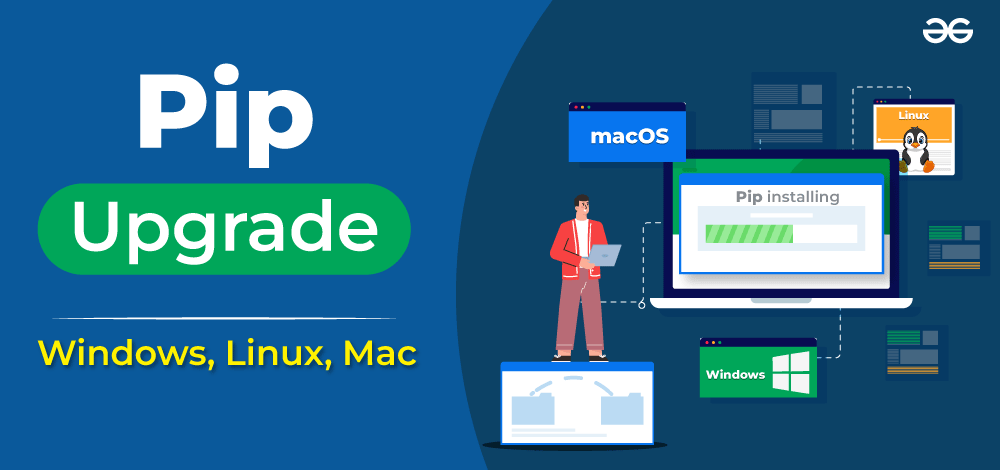 Pip
Upgrade
Windows, Linux, Mac
macOS
Linux
Pip installing
Windows